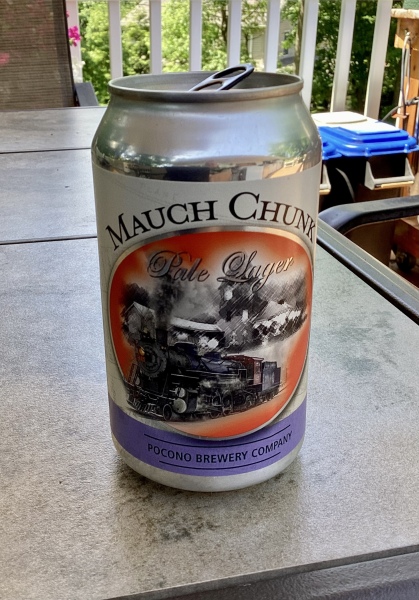 MAUCH CHUNK
Pale Lager
POCONO BREWERY COMPANY